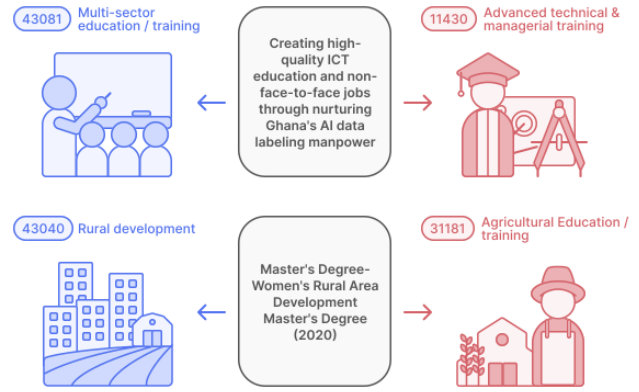 43081 Multi-sector
education / training
Creating high-
quality ICT
education and non-
face-to-face jobs
through nurturing
Ghana's AI data
labeling manpower
11430 Advanced technical &
managerial training
43040 Rural development
Master's Degree-
Women's Rural Area
Development
Master's Degree
(2020)
31181 Agricultural Education /
training